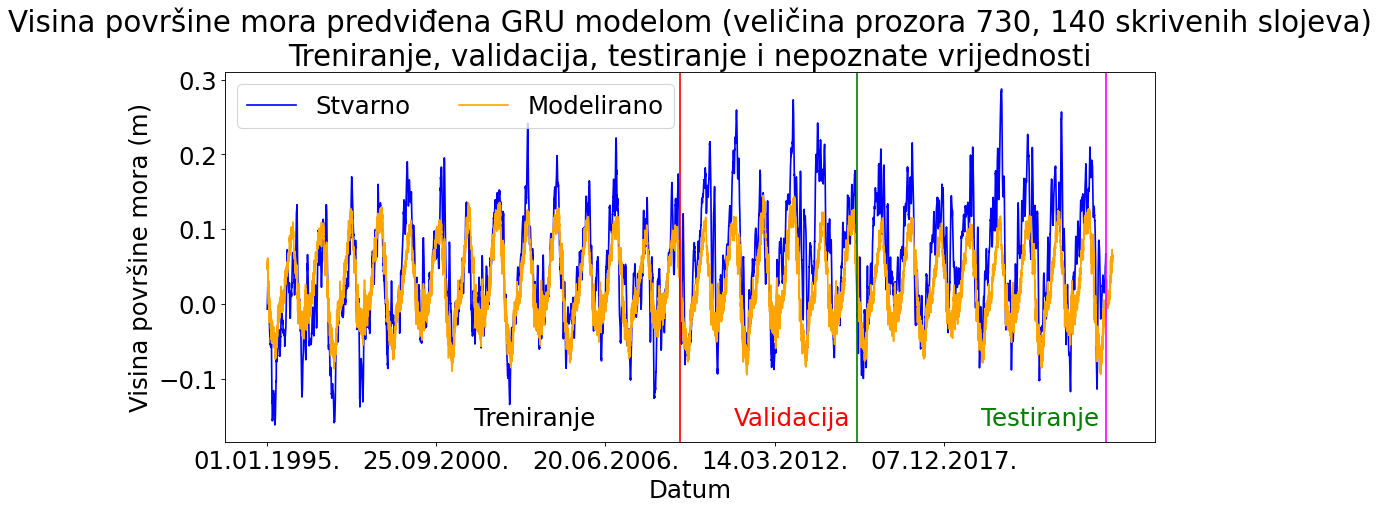 Visina površine mora predviđena GRU modelom (veličina prozora 730, 140 skrivenih slojeva)
Treniranje, validacija, testiranje i nepoznate vrijednosti
Stvarno Modelirano
Visina površine mora (m)
0.3
0.2
0.1
0.0
−0.1
Treniranje Validacija Testiranje
01.01.1995. 25.09.2000. 20.06.2006. 14.03.2012. 07.12.2017.
Datum